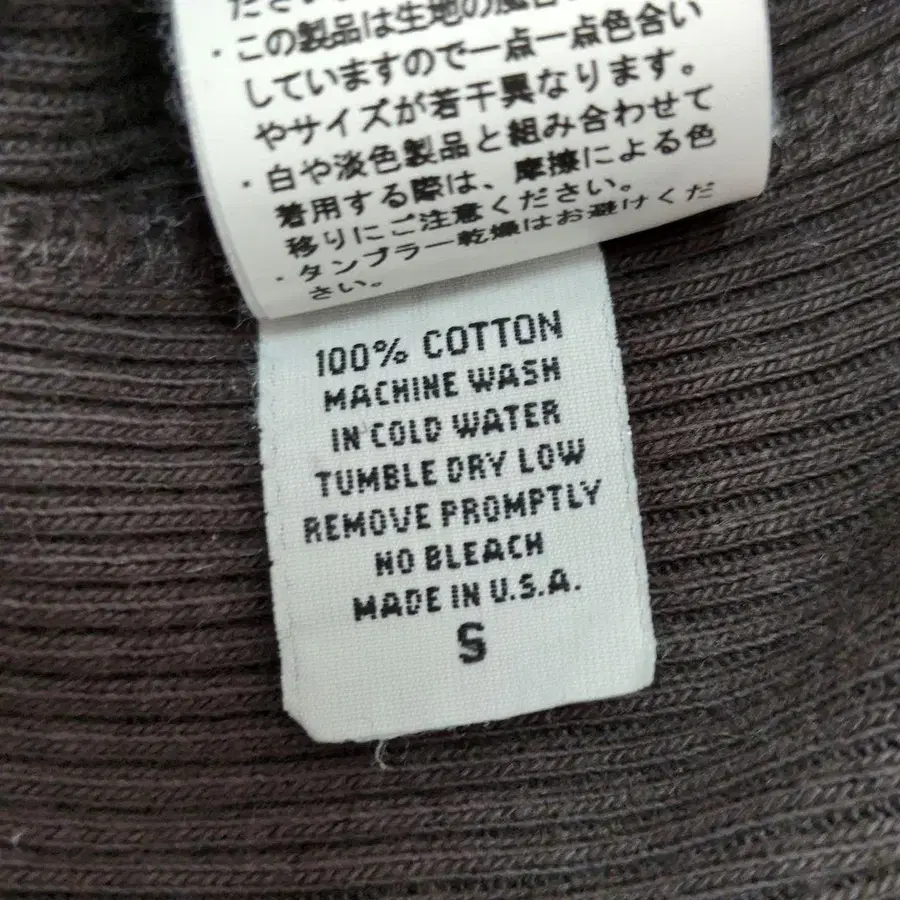 ださい
・この製品は生地の風合い
していますので一点一点色合い
やサイズが若干異なります。
・白や淡色製品と組み合わせて
着用する際は、摩擦による色
移りにご注意ください。
・タンブラー乾燥はお避けくだ
さい。
100% COTTON
MACHINE WASH
IN COLD WATER
TUMBLE DRY LOW
REMOVE PROMPTLY
NO BLEACH
MADE IN U.S.A.
S